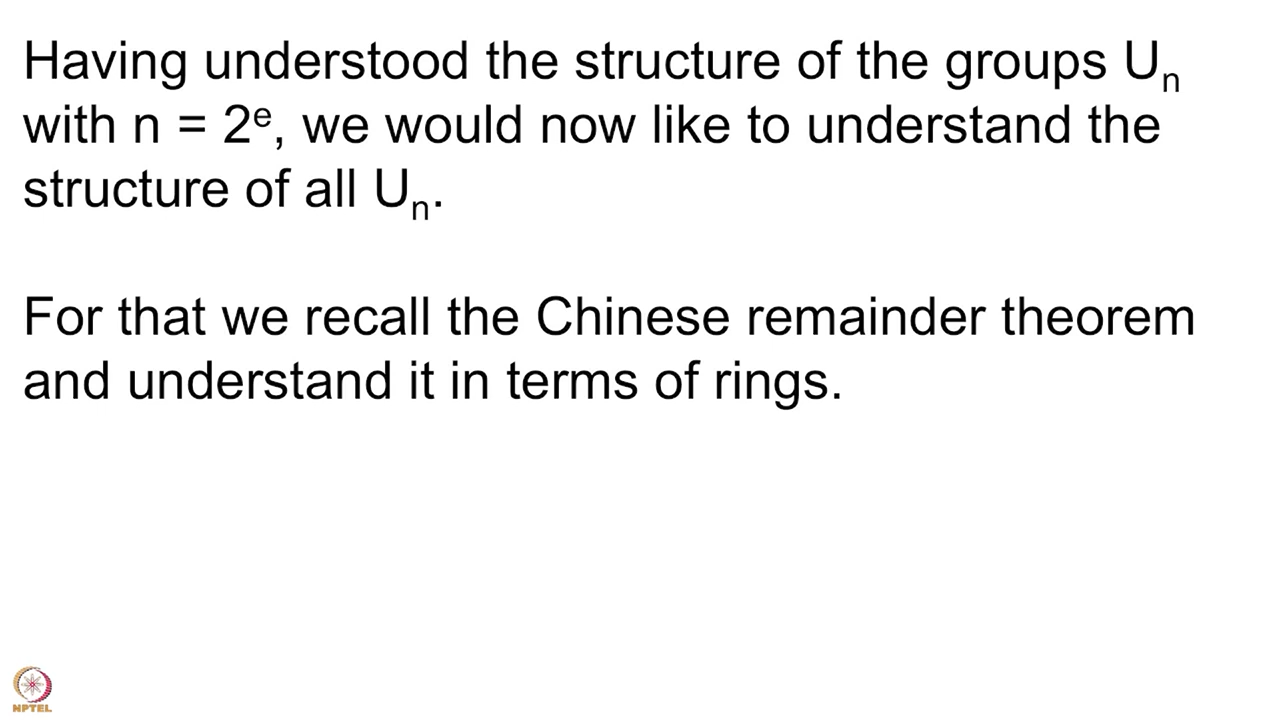 Having understood the structure of the groups Uₙ
with n = 2ᵉ, we would now like to understand the
structure of all Uₙ.
For that we recall the Chinese remainder theorem
and understand it in terms of rings.
NPTEL